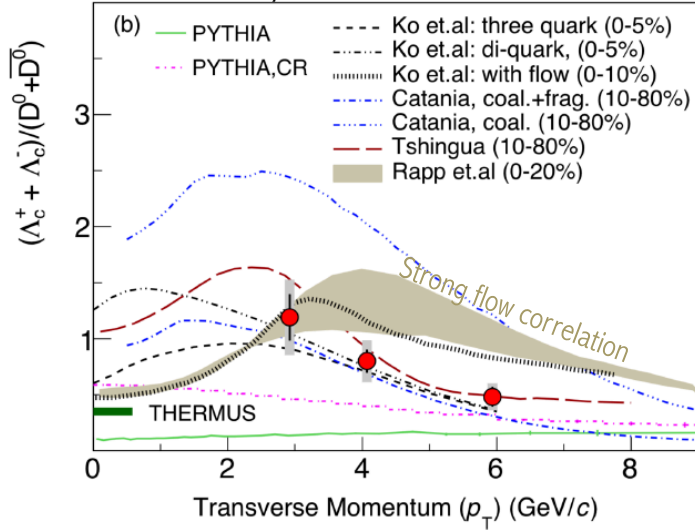 (b)
PYTHIA
PYTHIA,CR
Ko et.al: three quark (0-5%)
Ko et.al: di-quark, (0-5%)
Ko et.al: with flow (0-10%)
Catania, coal.+frag. (10-80%)
Catania, coal. (10-80%)
Tshingua (10-80%)
Rapp et.al (0-20%)
(Λc+ + Λc-)/(D0+D0)
3
2
1
Strong flow correlation
THERMUS
0
2
4
6
8
Transverse Momentum (pT) (GeV/c)